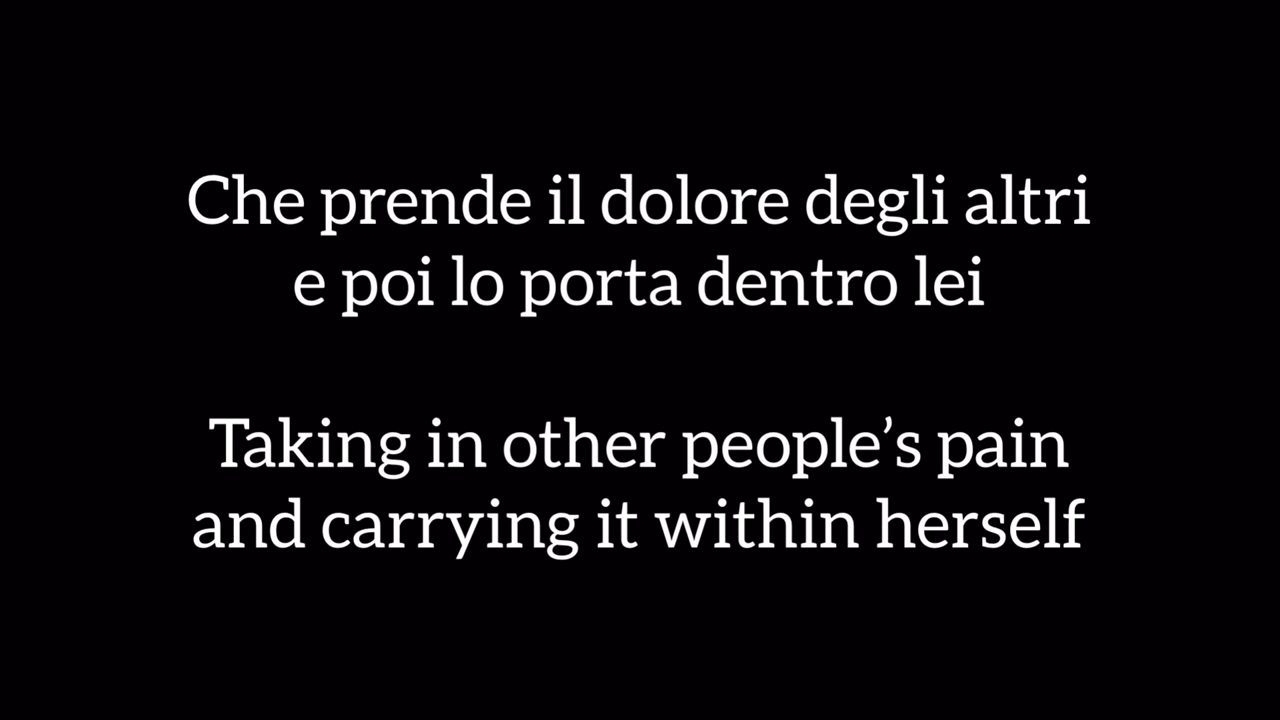 Che prende il dolore degli altri
e poi lo porta dentro lei
Taking in other people’s pain
and carrying it within herself